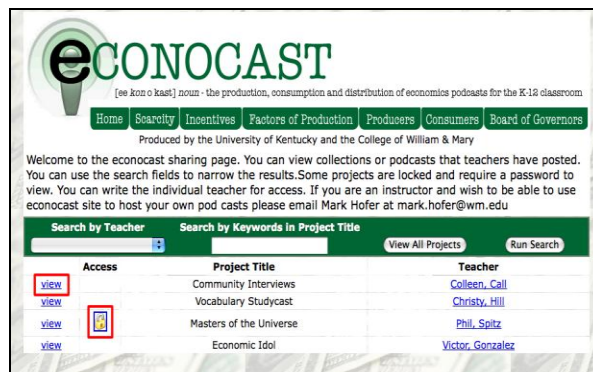 eCONOCAST
[ee kon o kast] noun - the production, consumption and distribution of economics podcasts for the K-12 classroom
Home Scarcity Incentives Factors of Production Producers Consumers Board of Governors
Produced by the University of Kentucky and the College of William & Mary
Welcome to the econocast sharing page. You can view collections or podcasts that teachers have posted.
You can use the search fields to narrow the results.Some projects are locked and require a password to
view. You can write the individual teacher for access. If you are an instructor and wish to be able to use
econocast site to host your own pod casts please email Mark Hofer at mark.hofer@wm.edu
Search by Teacher Search by Keywords in Project Title
View All Projects Run Search
Access Project Title Teacher
view Community Interviews Colleen, Call
view Vocabulary Studycast Christy, Hill
view Masters of the Universe Phil, Spitz
view Economic Idol Victor, Gonzalez